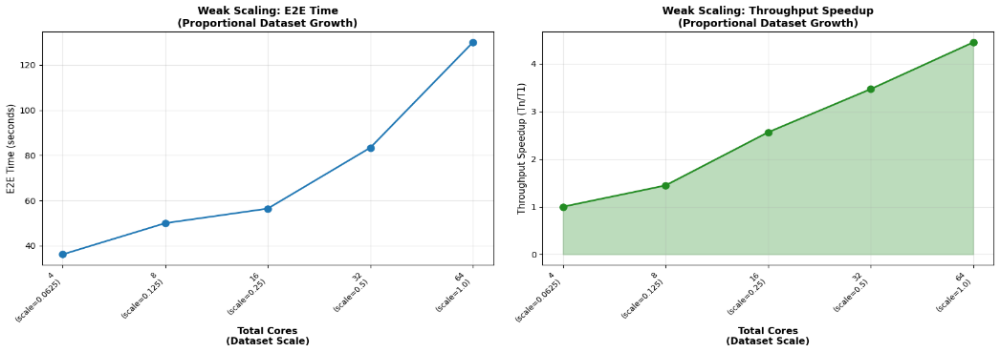 Weak Scaling: E2E Time
(Proportional Dataset Growth)
E2E Time (seconds)
120
100
80
60
40
4
(scale=0.0625)
8
(scale=0.125)
16
(scale=0.25)
32
(scale=0.5)
64
(scale=1.0)
Total Cores
(Dataset Scale)
Weak Scaling: Throughput Speedup
(Proportional Dataset Growth)
Throughput Speedup (Tn/T1)
4
3
2
1
0
4
(scale=0.0625)
8
(scale=0.125)
16
(scale=0.25)
32
(scale=0.5)
64
(scale=1.0)
Total Cores
(Dataset Scale)